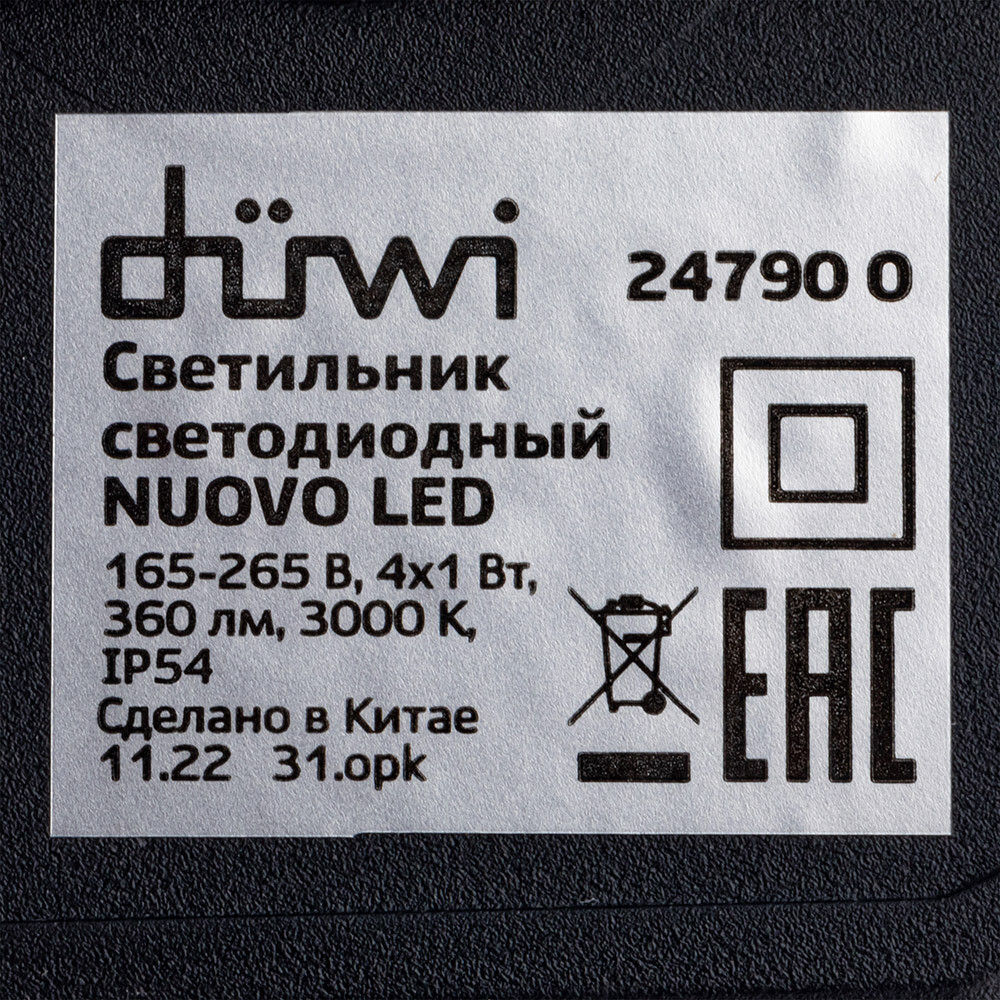 düwi
24790 0
Светильник
светодиодный
NUOVO LED
165-265 В, 4x1 Вт,
360 лм, 3000 К,
IP54
Сделано в Китае
11.22 31.opk
EAC